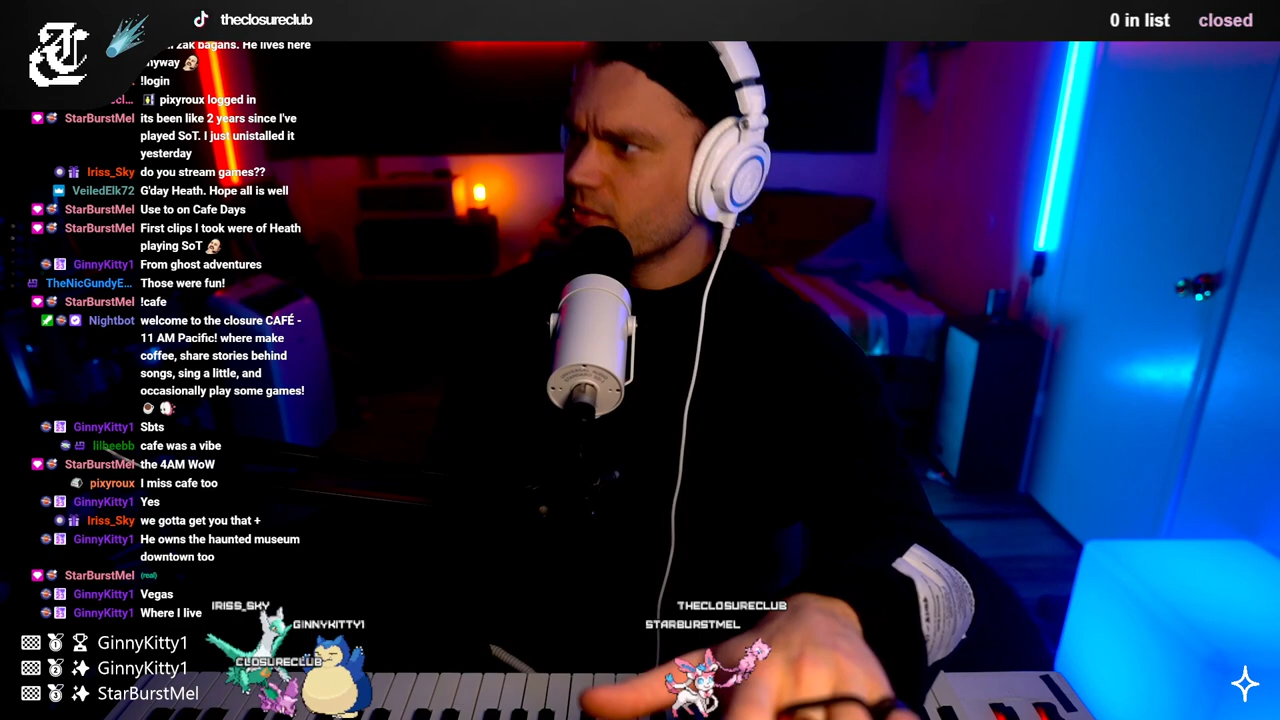 theclosureclub
0 in list
closed
zak bagans. He lives here
anyway
!login
pixyroux logged in
StarBurstMel its been like 2 years since I've
played SoT. I just unistalled it
yesterday
Iriss_Sky do you stream games??
VeiledElk72 G'day Heath. Hope all is well
StarBurstMel Use to on Cafe Days
StarBurstMel First clips I took were of Heath
playing SoT
GinnyKitty1 From ghost adventures
TheNicGundyE... Those were fun!
StarBurstMel !cafe
Nightbot welcome to the closure CAFÉ -
11 AM Pacific! where make
coffee, share stories behind
songs, sing a little, and
occasionally play some games!
GinnyKitty1 Sbts
lilbeebb cafe was a vibe
StarBurstMel the 4AM WoW
pixyroux I miss cafe too
GinnyKitty1 Yes
Iriss_Sky we gotta get you that +
GinnyKitty1 He owns the haunted museum
downtown too
StarBurstMel (real)
GinnyKitty1 Vegas
GinnyKitty1 Where I live
IRISS_SKY
GINNYKITTY1
CLOSURECLUB
THECLOSURECLUB
STARBURSTMEL
GinnyKitty1
GinnyKitty1
StarBurstMel